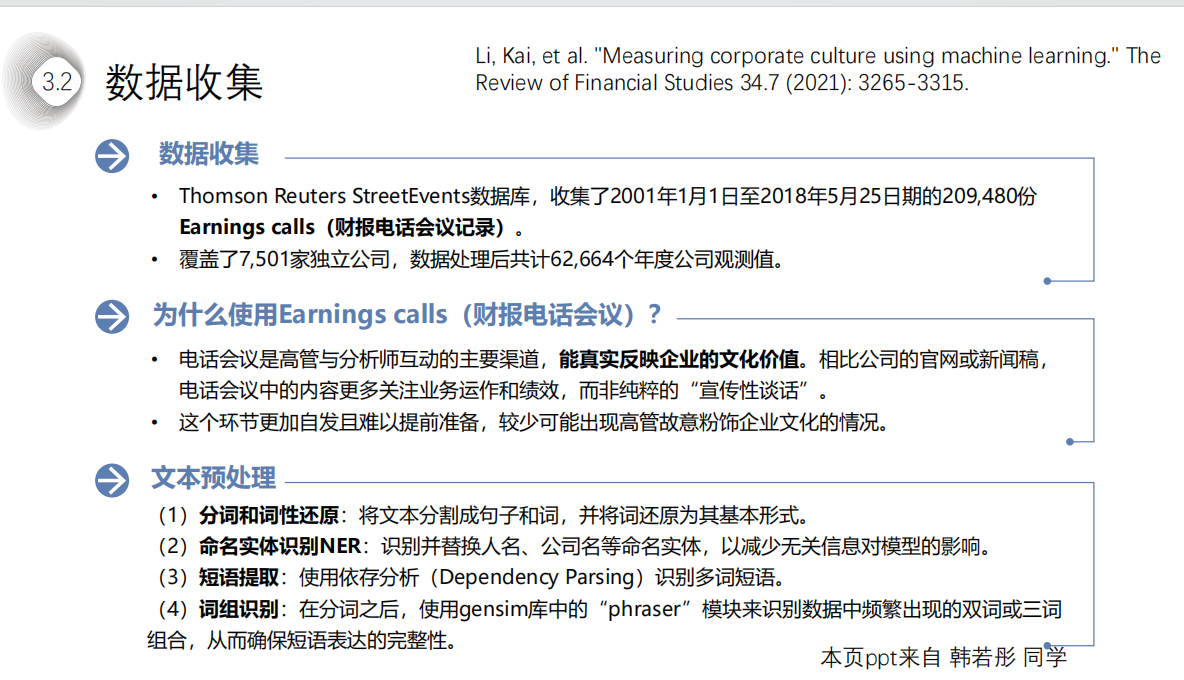 3.2
数据收集
Li, Kai, et al. "Measuring corporate culture using machine learning." The
Review of Financial Studies 34.7 (2021): 3265-3315.
数据收集
• Thomson Reuters StreetEvents数据库，收集了2001年1月1日至2018年5月25日期的209,480份
Earnings calls（财报电话会议记录）。
• 覆盖了7,501家独立公司，数据处理后共计62,664个年度公司观测值。
为什么使用Earnings calls（财报电话会议）？
• 电话会议是高管与分析师互动的主要渠道，能真实反映企业的文化价值。相比公司的官网或新闻稿，
电话会议中的内容更多关注业务运作和绩效，而非纯粹的“宣传性谈话”。
• 这个环节更加自发且难以提前准备，较少可能出现高管故意粉饰企业文化的情况。
文本预处理
（1）分词和词性还原：将文本分割成句子和词，并将词还原为其基本形式。
（2）命名实体识别NER：识别并替换人名、公司名等命名实体，以减少无关信息对模型的影响。
（3）短语提取：使用依存分析（Dependency Parsing）识别多词短语。
（4）词组识别：在分词之后，使用gensim库中的“phraser”模块来识别数据中频繁出现的双词或三词
组合，从而确保短语表达的完整性。
本页ppt来自 韩若彤 同学